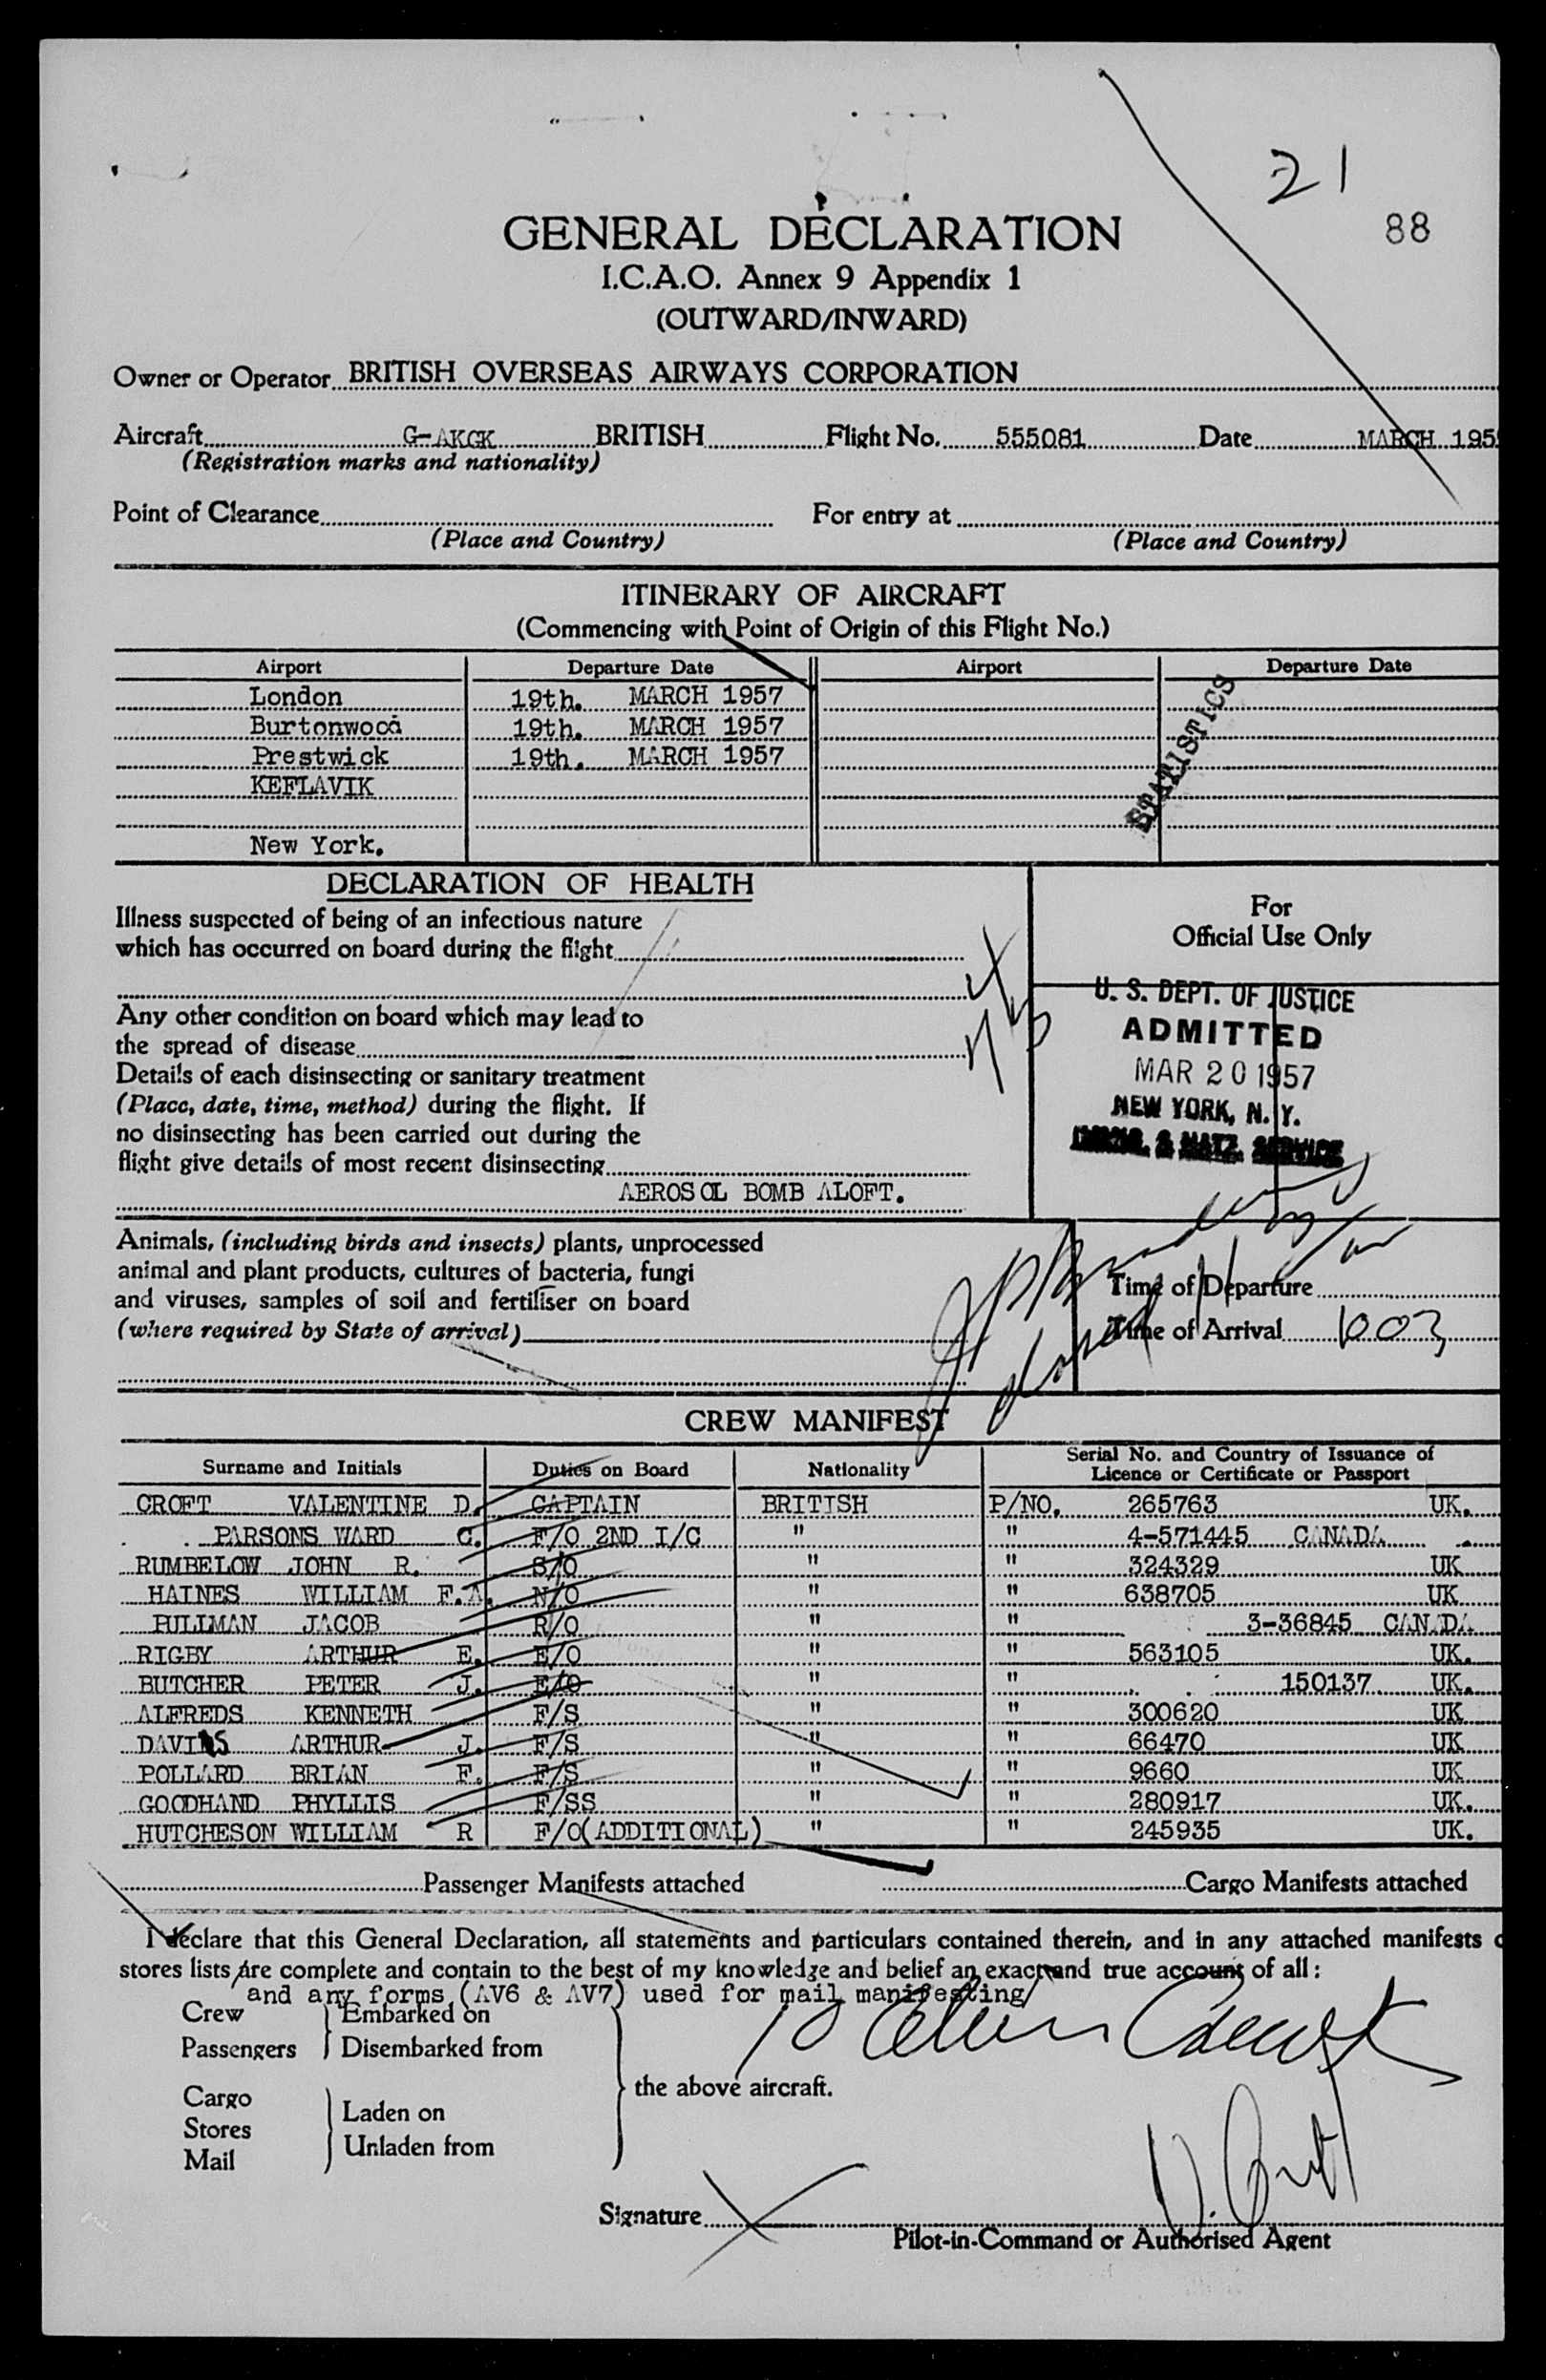 21
88
GENERAL DECLARATION
I.C.A.O. Annex 9 Appendix 1
(OUTWARD/INWARD)
Owner or Operator BRITISH OVERSEAS AIRWAYS CORPORATION
Aircraft G-AKGK BRITISH Flight No. 555081 Date MARCH 195
(Registration marks and nationality)
Point of Clearance For entry at
(Place and Country) (Place and Country)
ITINERARY OF AIRCRAFT
(Commencing with Point of Origin of this Flight No.)
Airport Departure Date Airport Departure Date
London 19th. MARCH 1957
Burtonwood 19th. MARCH 1957
Prestwick 19th. MARCH 1957
KEFLAVIK
New York.
STATISTICS
DECLARATION OF HEALTH
Illness suspected of being of an infectious nature
which has occurred on board during the flight
Any other condition on board which may lead to
the spread of disease
Details of each disinsecting or sanitary treatment
(Place, date, time, method) during the flight. If
no disinsecting has been carried out during the
flight give details of most recent disinsecting
AEROSOL BOMB ALOFT.
For
Official Use Only
U. S. DEPT. OF JUSTICE
ADMITTED
MAR 20 1957
NEW YORK, N. Y.
IMMIG. & NATZ. SERVICE
Animals, (including birds and insects) plants, unprocessed
animal and plant products, cultures of bacteria, fungi
and viruses, samples of soil and fertiliser on board
(where required by State of arrival)
Time of Departure
Time of Arrival 1003
CREW MANIFEST
Surname and Initials Duties on Board Nationality Serial No. and Country of Issuance of Licence or Certificate or Passport
CROFT VALENTINE D. CAPTAIN BRITISH P/NO. 265763 UK.
PARSONS WARD C. F/O 2ND I/C " " 4-571445 CANADA
RUMBELOW JOHN R. S/O " " 324329 UK
HAINES WILLIAM F.A. N/O " " 638705 UK
HILLMAN JACOB R/O " " 3-36845 CANADA
RIGBY ARTHUR E. E/O " " 563105 UK.
BUTCHER PETER J. E/O " " 150137 UK.
ALFREDS KENNETH F/S " " 300620 UK
DAVIS ARTHUR J. F/S " " 66470 UK
POLLARD BRIAN F. F/S " " 9660 UK
GOODHAND PHYLLIS F/SS " " 280917 UK.
HUTCHESON WILLIAM R F/O(ADDITIONAL) " " 245935 UK.
Passenger Manifests attached Cargo Manifests attached
I declare that this General Declaration, all statements and particulars contained therein, and in any attached manifests
stores lists are complete and contain to the best of my knowledge and belief an exact and true account of all:
and any forms (AV6 & AV7) used for mail manifesting/
Crew Embarked on
Passengers Disembarked from
the above aircraft.
Cargo
Stores Laden on
Mail Unladen from
Signature
Pilot-in-Command or Authorised Agent